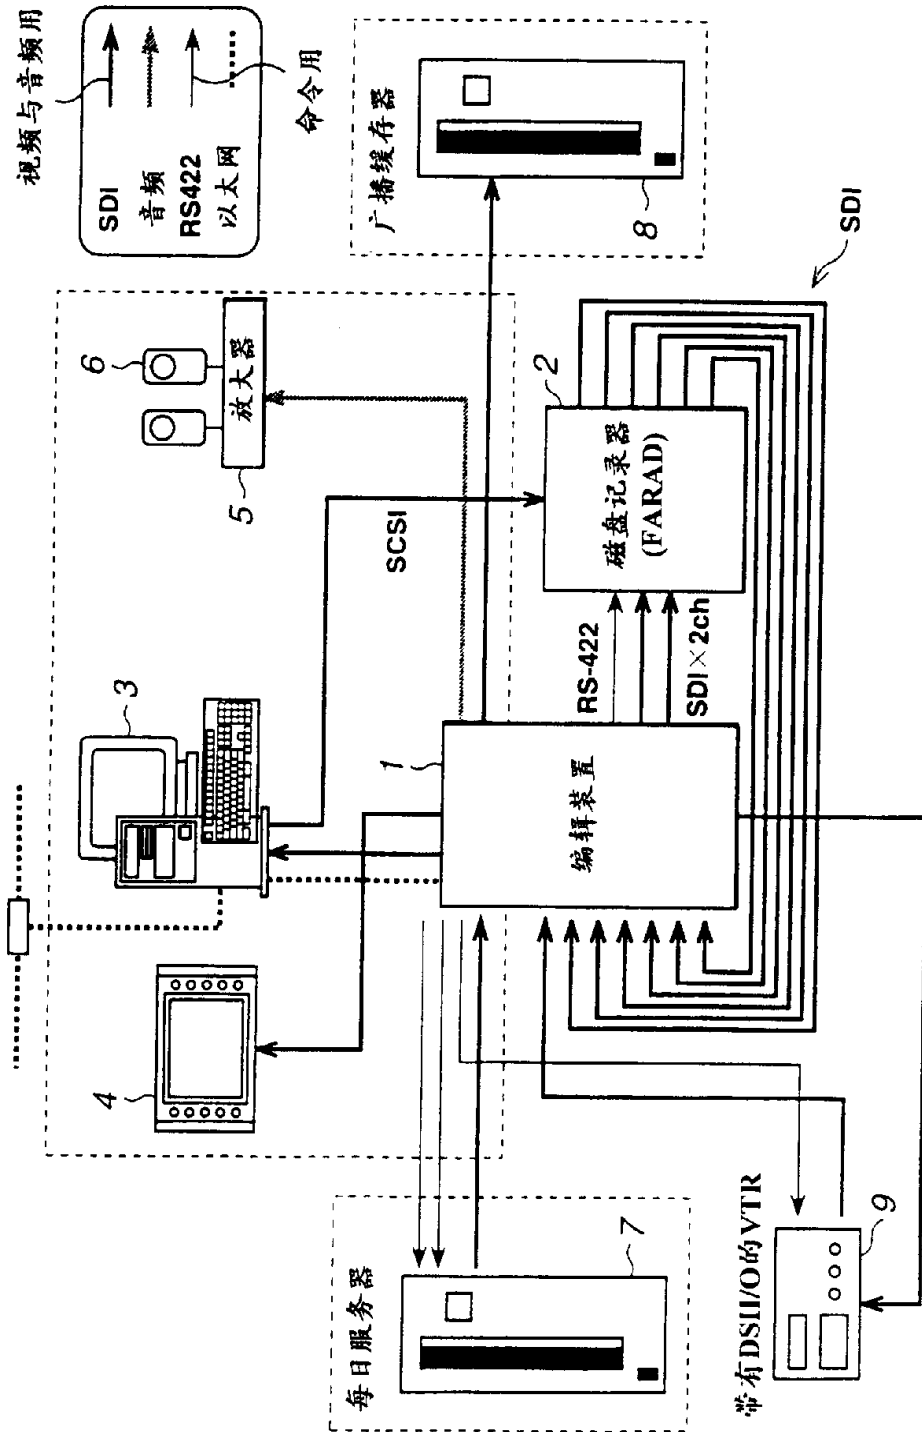 视频与音频用
SDI
音频
RS422
以太网
命令用
广播缓存器
8
6
放大器
5
SCSI
3
4
1
编辑装置
RS-422
SDI×2ch
2
磁盘记录器
(FARAD)
SDI
每日服务器
7
带有DSII/O的VTR
9